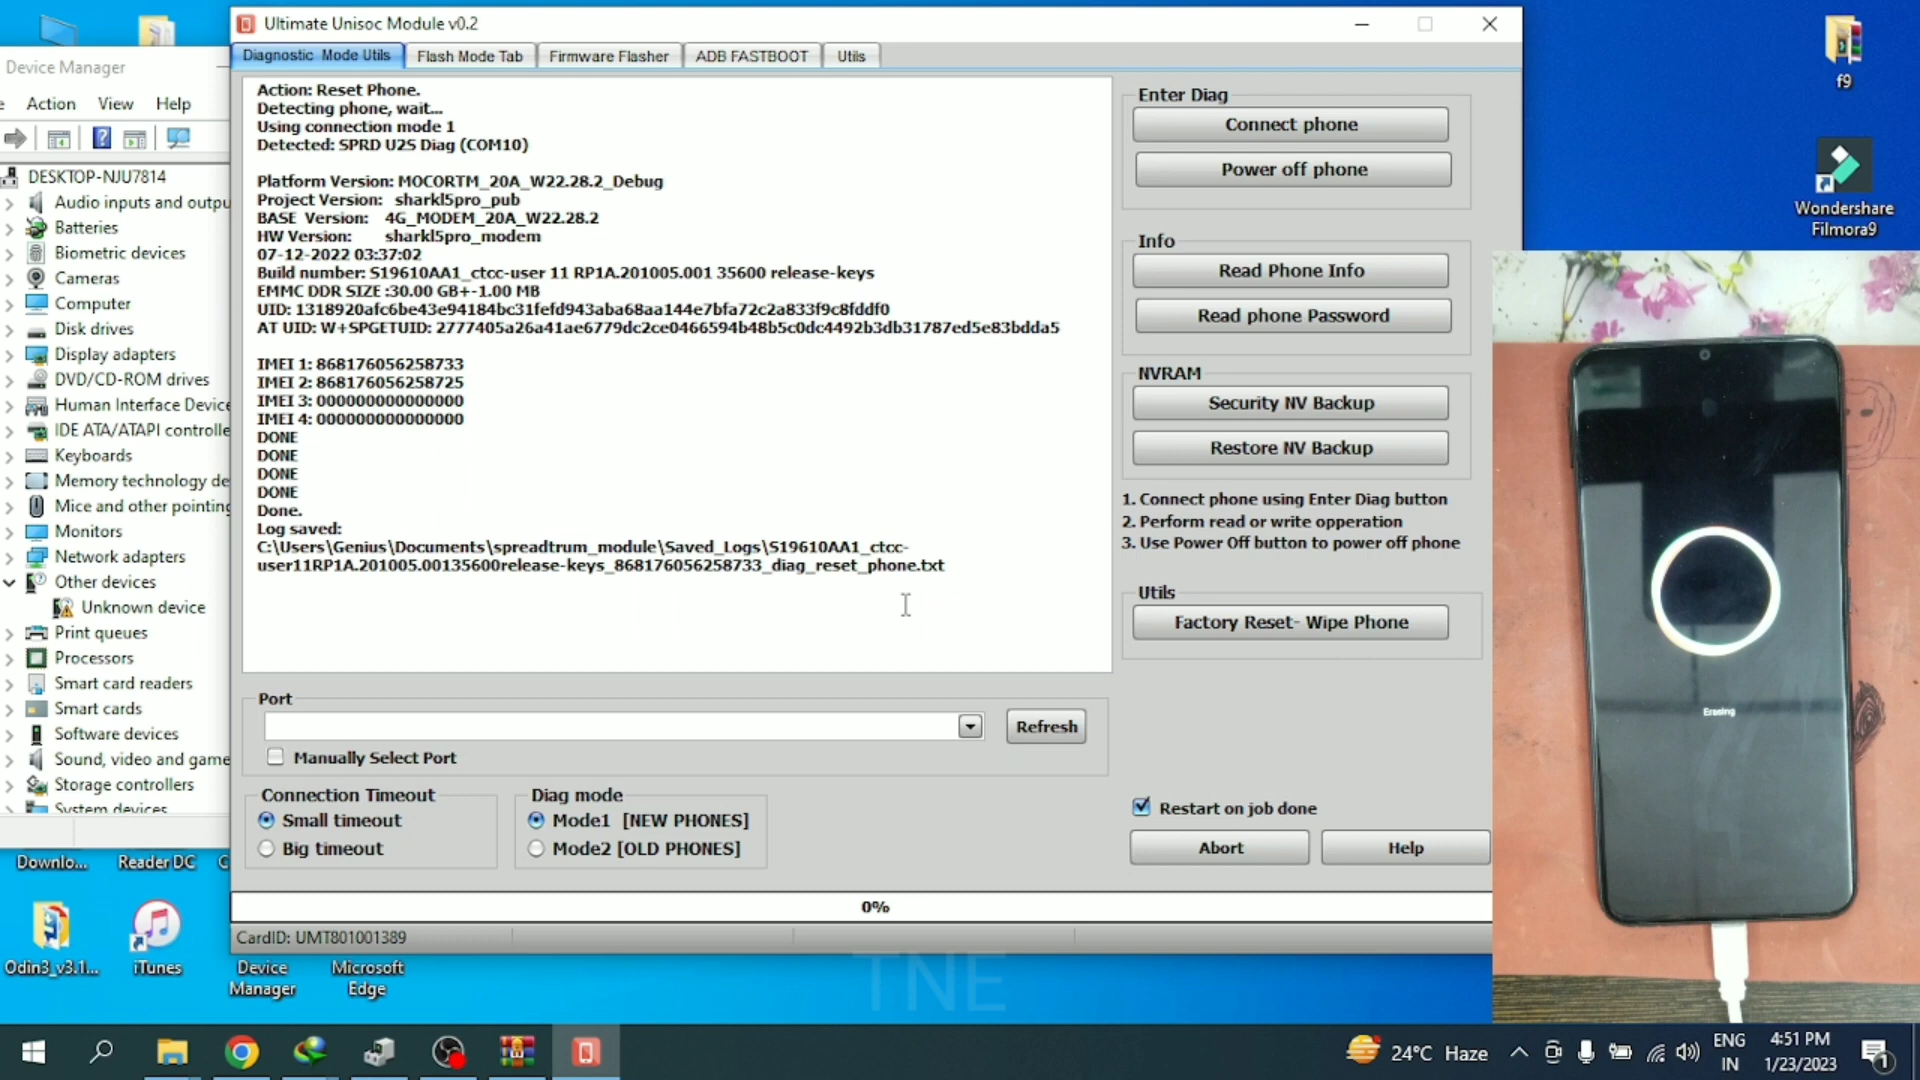 Ultimate Unisoc Module v0.2
Device Manager
Action View Help
DESKTOP-NJU7814
Audio inputs and outpu
Batteries
Biometric devices
Cameras
Computer
Disk drives
Display adapters
DVD/CD-ROM drives
Human Interface Device
IDE ATA/ATAPI controlle
Keyboards
Memory technology de
Mice and other pointing
Monitors
Network adapters
Other devices
Unknown device
Print queues
Processors
Smart card readers
Smart cards
Software devices
Sound, video and game
Storage controllers
System devices
Diagnostic Mode Utils
Flash Mode Tab
Firmware Flasher
ADB FASTBOOT
Utils
Action: Reset Phone.
Detecting phone, wait...
Using connection mode 1
Detected: SPRD U2S Diag (COM10)
Platform Version: MOCORTM_20A_W22.28.2_Debug
Project Version: sharkl5pro_pub
BASE Version: 4G_MODEM_20A_W22.28.2
HW Version: sharkl5pro_modem
07-12-2022 03:37:02
Build number: S19610AA1_ctcc-user 11 RP1A.201005.001 35600 release-keys
EMMC DDR SIZE :30.00 GB+-1.00 MB
UID: 1318920afc6be43e94184bc31fefd943aba68aa144e7bfa72c2a833f9c8fddf0
AT UID: W+SPGETUID: 2777405a26a41ae6779dc2ce0466594b48b5c0dc4492b3db31787ed5e83bdda5
IMEI 1: 868176056258733
IMEI 2: 868176056258725
IMEI 3: 000000000000000
IMEI 4: 000000000000000
DONE
DONE
DONE
DONE
Done.
Log saved:
C:\Users\Genius\Documents\spreadtrum_module\Saved_Logs\S19610AA1_ctcc-
user11RP1A.201005.00135600release-keys_868176056258733_diag_reset_phone.txt
Port
Refresh
Manually Select Port
Connection Timeout
Small timeout
Big timeout
Diag mode
Mode1 [NEW PHONES]
Mode2 [OLD PHONES]
Enter Diag
Connect phone
Power off phone
Info
Read Phone Info
Read phone Password
NVRAM
Security NV Backup
Restore NV Backup
1. Connect phone using Enter Diag button
2. Perform read or write opperation
3. Use Power Off button to power off phone
Utils
Factory Reset- Wipe Phone
Restart on job done
Abort
Help
0%
CardID: UMT801001389
f9
Wondershare
Filmora9
Erasing
Downlo...
Reader DC
C
Odin3_v3.1...
iTunes
Device
Manager
Microsoft
Edge
TNE
24°C Haze
ENG
IN
4:51 PM
1/23/2023
1